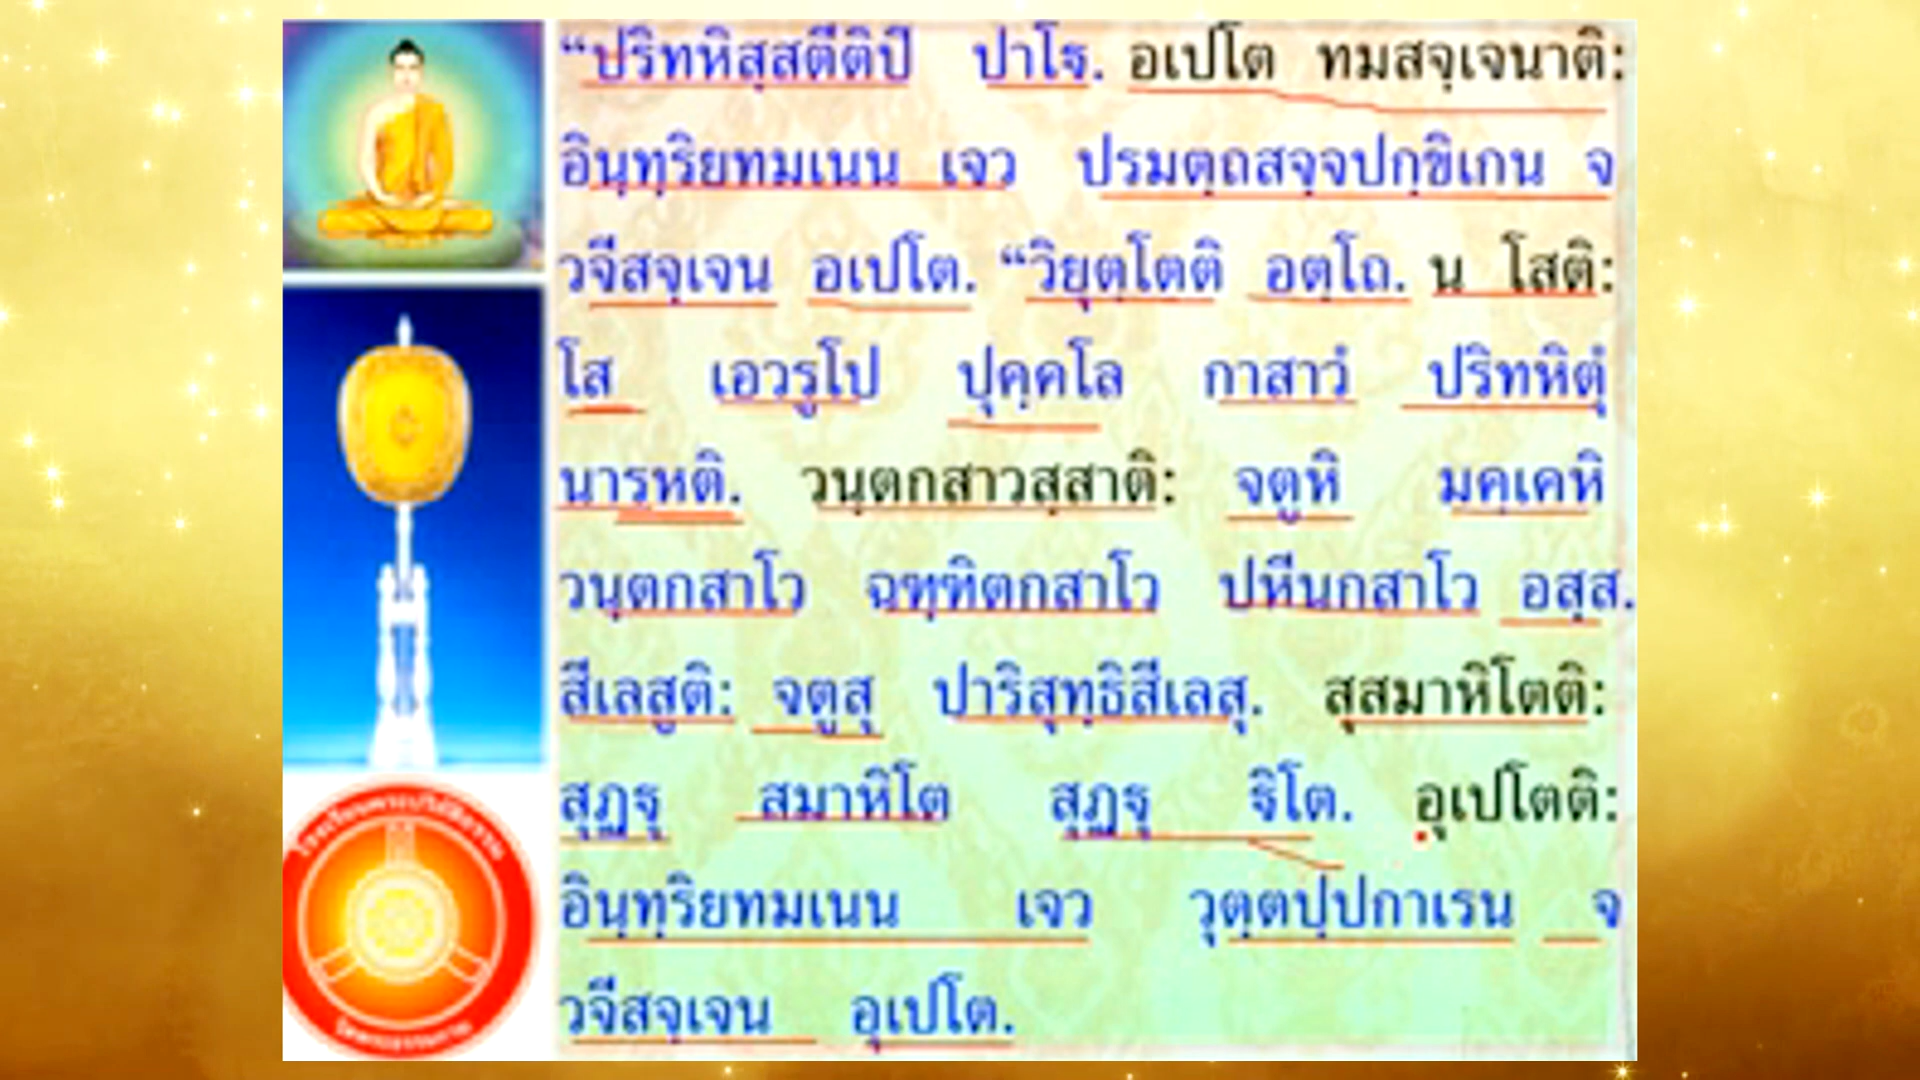 “ปริทหิสฺสตีติปี ปาโฐ. อเปโต ทมสจฺเจนาติ:
อินฺทฺริยทมเนน เจว ปรมตฺถสจฺจปกฺขิเกน จ
วจีสจฺเจน อเปโต. “วิยุตฺโตติ อตฺโถ. น โสติ:
โส เอวรูโป ปุคฺคโล กาสาวํ ปริทหิตุํ
นารหติ. วนฺตกสาวสฺสาติ: จตูหิ มคฺเคหิ
วนฺตกสาโว ฉฑฺฑิตกสาโว ปหีนกสาโว อสฺส.
สีเลสูติ: จตูสุ ปาริสุทฺธิสีเลสุ. สุสมาหิโตติ:
สุฏฺฐุ สมาหิโต สุฏฺฐุ ฐิโต. อุเปโตติ:
อินฺทฺริยทมเนน เจว วุตฺตปฺปกาเรน จ
วจีสจฺเจน อุเปโต.